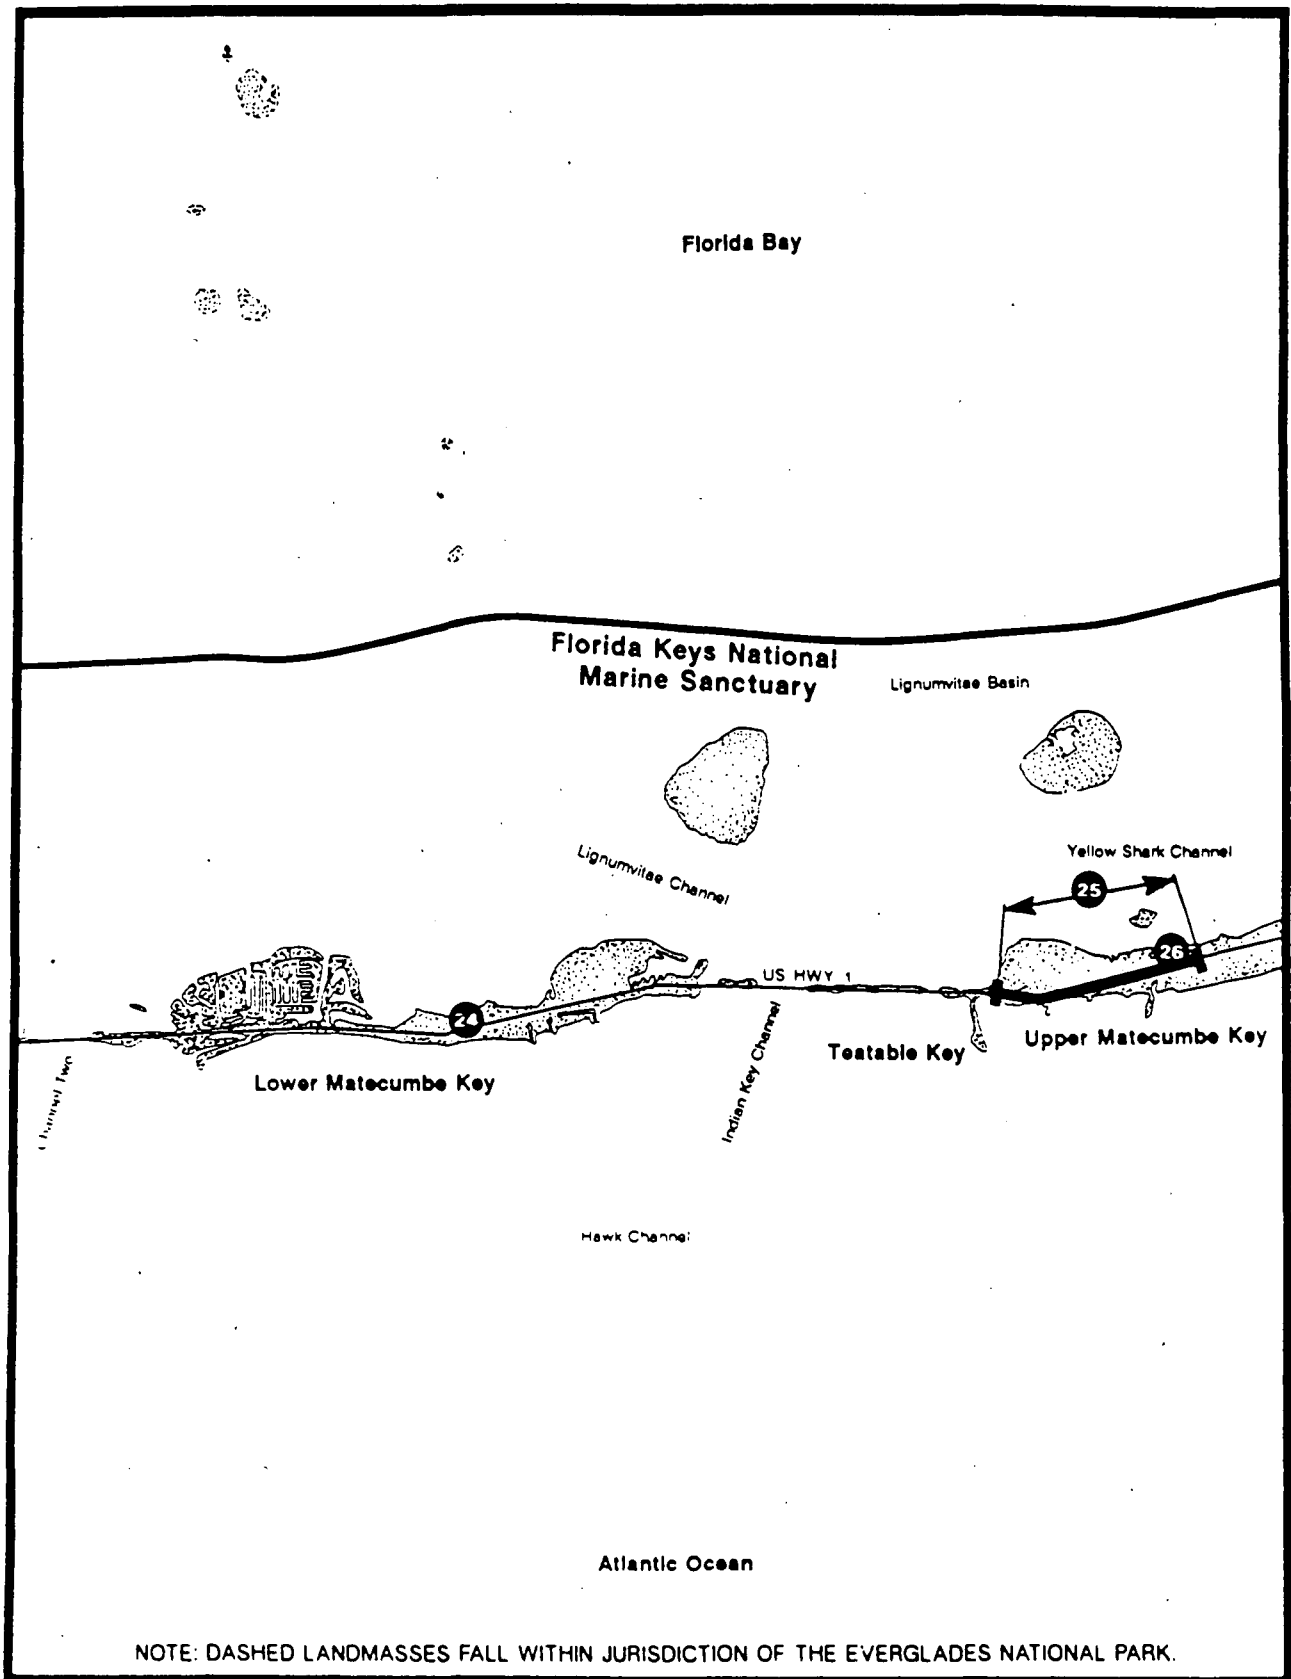 Florida Bay
Florida Keys National
Marine Sanctuary
Lignumvitae Basin
Yellow Shark Channel
Lignumvitae Channel
25
26
US HWY 1
24
Indian Key Channel
Teatable Key
Upper Matecumbe Key
Channel Two
Lower Matecumbe Key
Hawk Channel
Atlantic Ocean
NOTE: DASHED LANDMASSES FALL WITHIN JURISDICTION OF THE EVERGLADES NATIONAL PARK.